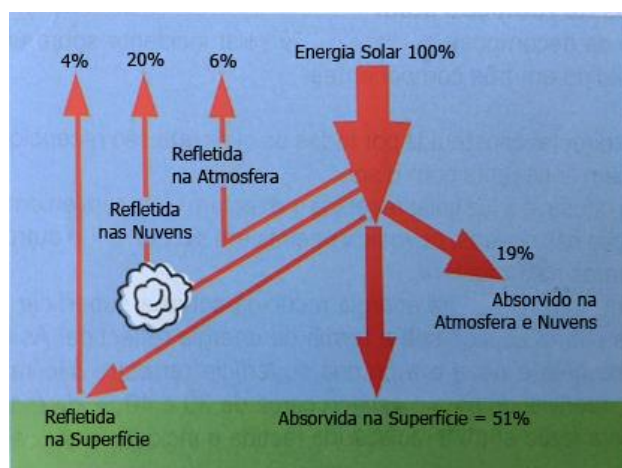 4%
20%
6%
Energia Solar 100%
Refletida
na Atmosfera
Refletida
nas Nuvens
19%
Absorvido na
Atmosfera e Nuvens
Refletida
na Superfície
Absorvida na Superfície = 51%